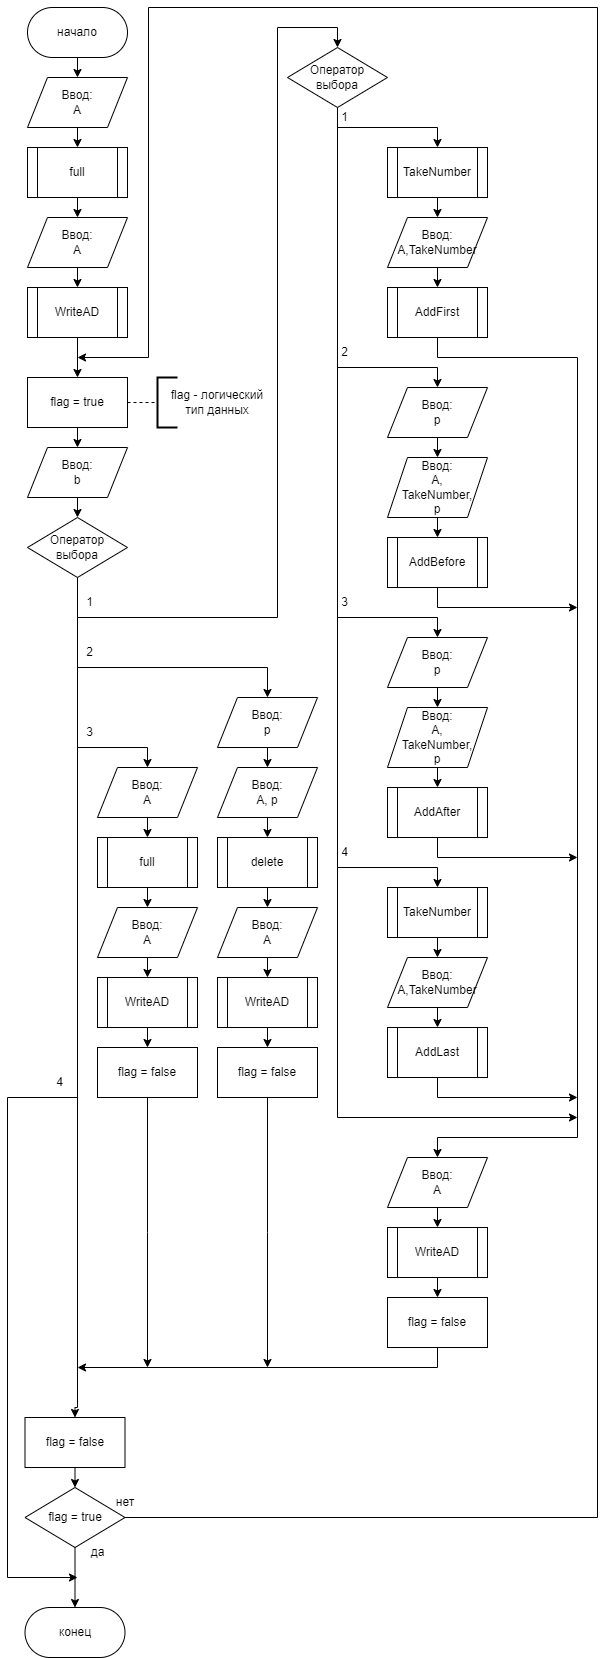 начало
Ввод:
A
full
Ввод:
A
WriteAD
flag = true
flag - логический
тип данных
Ввод:
b
Оператор
выбора
1
2
3
4
Ввод:
A
full
Ввод:
A
WriteAD
flag = false
Ввод:
p
Ввод:
A, p
delete
Ввод:
A
WriteAD
flag = false
Оператор
выбора
1
TakeNumber
Ввод:
A,TakeNumber
AddFirst
2
Ввод:
p
Ввод:
A,
TakeNumber,
p
AddBefore
3
Ввод:
p
Ввод:
A,
TakeNumber,
p
AddAfter
4
TakeNumber
Ввод:
A,TakeNumber
AddLast
Ввод:
A
WriteAD
flag = false
flag = false
flag = true
нет
да
конец